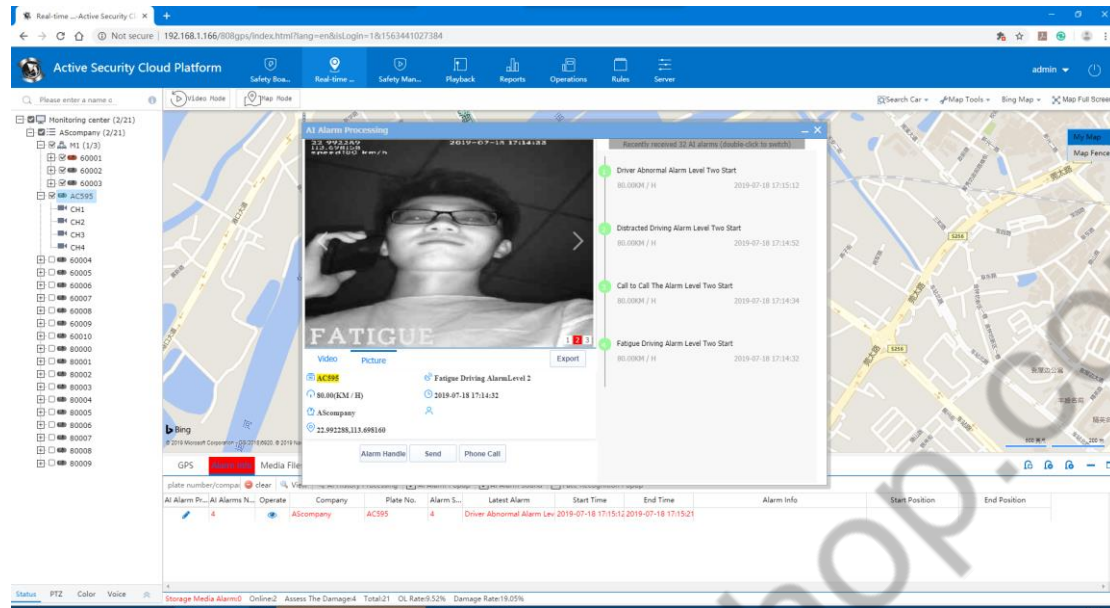 Real-time ...-Active Security Cl
Not secure | 192.168.1.166/808gps/index.html?lang=en&isLogin=1&1563441027384
Active Security Cloud Platform
Safety Boa...
Real-time ...
Safety Man...
Playback
Reports
Operations
Rules
Server
admin
Please enter a name o
Video Mode
Map Mode
Search Car
Map Tools
Bing Map
Map Full Screen
Monitoring center (2/21)
AScompany (2/21)
M1 (1/3)
60001
60002
60003
AC595
CH1
CH2
CH3
CH4
60004
60005
60006
60007
60008
60009
60010
80000
80001
80002
80003
80004
80005
80006
80007
80008
80009
My Map
Map Fence
AI Alarm Processing
2019-07-18 17:14:33
FATIGUE
1 2 3
Video
Picture
Export
AC595
Fatigue Driving AlarmLevel 2
80.00(KM / H)
2019-07-18 17:14:32
AScompany
22.992288,113.698160
Alarm Handle
Send
Phone Call
Recently received 32 AI alarms (double-click to switch)
Driver Abnormal Alarm Level Two Start
80.00KM / H
2019-07-18 17:15:12
Distracted Driving Alarm Level Two Start
80.00KM / H
2019-07-18 17:14:52
Call to Call The Alarm Level Two Start
80.00KM / H
2019-07-18 17:14:34
Fatigue Driving Alarm Level Two Start
80.00KM / H
2019-07-18 17:14:32
S256
S256
Bing
GPS
Media File
plate number/compa
clear
AI Alarm Pr...
AI Alarms N...
Operate
Company
Plate No.
Alarm S...
Latest Alarm
Start Time
End Time
Alarm Info
Start Position
End Position
4
AScompany
AC595
4
Driver Abnormal Alarm Lev
2019-07-18 17:15:12
2019-07-18 17:15:21
Status
PTZ
Color
Voice
Storage Media Alarm:0
Online:2
Assess The Damage:4
Total:21
OL Rate:9.52%
Damage Rate:19.05%